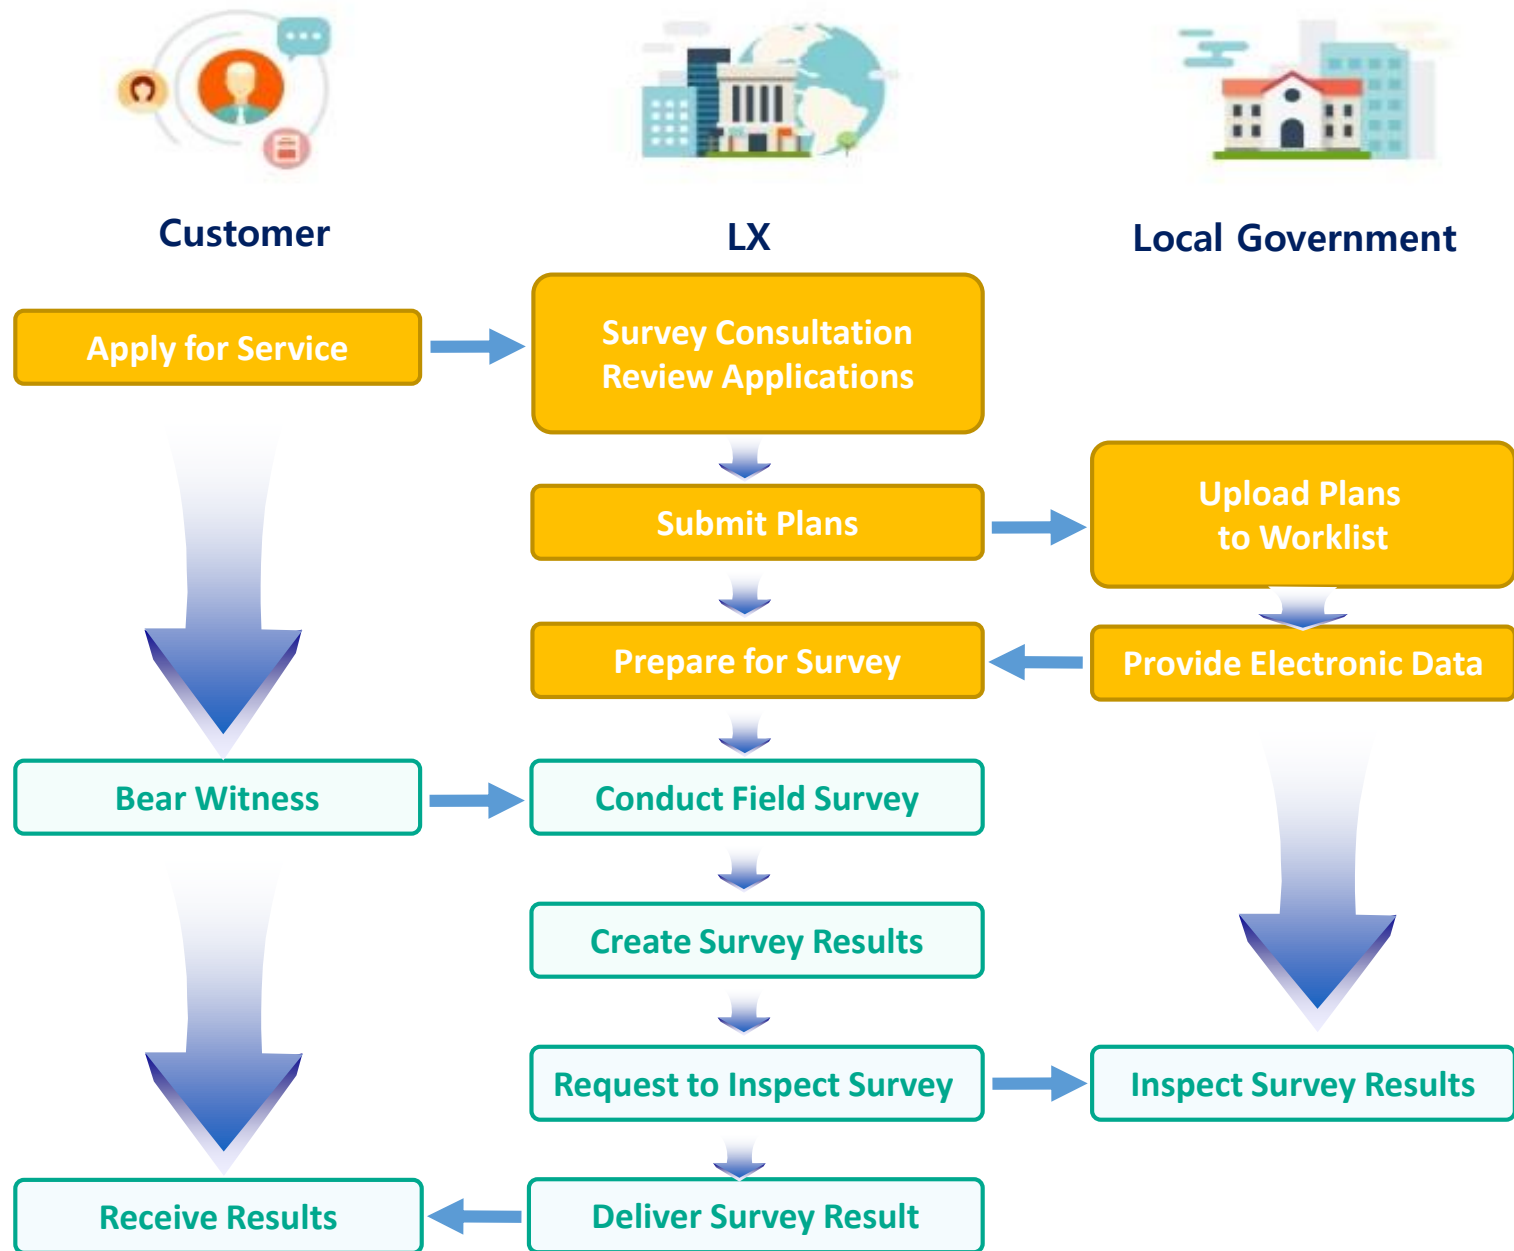 Customer
LX
Local Government
Apply for Service
Survey Consultation
Review Applications
Submit Plans
Upload Plans
to Worklist
Prepare for Survey
Provide Electronic Data
Bear Witness
Conduct Field Survey
Create Survey Results
Request to Inspect Survey
Inspect Survey Results
Receive Results
Deliver Survey Result